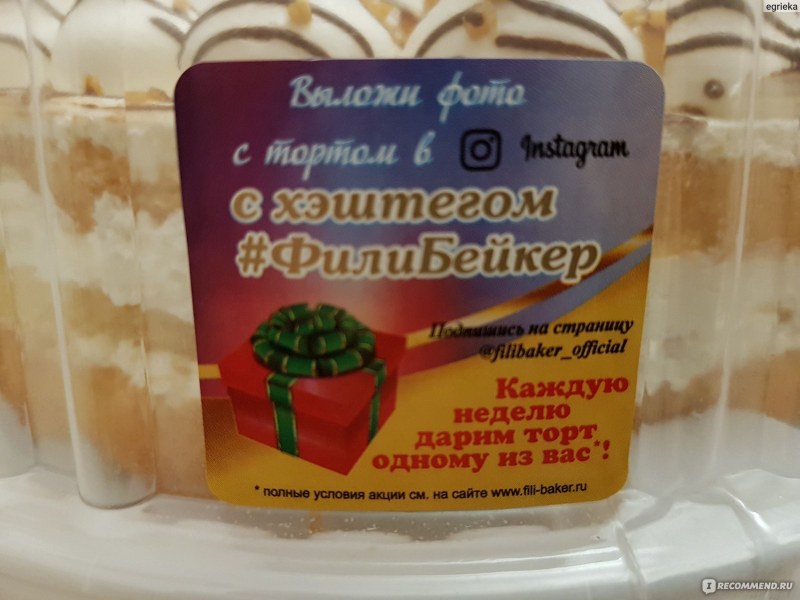 egrieka
Выложи фото
с тортом в Instagram
с хэштегом
#ФилиБейкер
Подпишись на страницу
@filibaker_official
Каждую
неделю
дарим торт
одному из вас*!
* полные условия акции см. на сайте www.fili-baker.ru
I RECOMMEND.RU